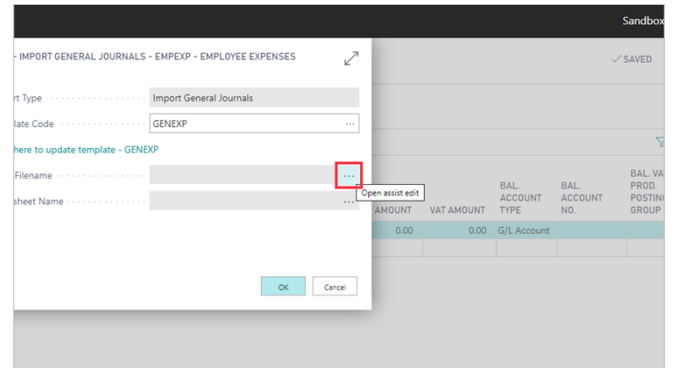 Sandbox
- IMPORT GENERAL JOURNALS - EMPEXP - EMPLOYEE EXPENSES
SAVED
rt Type
Import General Journals
late Code
GENEXP
...
here to update template - GENEXP
Filename
...
Open assist edit
sheet Name
...
AMOUNT
VAT AMOUNT
BAL.
ACCOUNT
TYPE
BAL.
ACCOUNT
NO.
BAL. VA
PROD.
POSTIN
GROUP
0.00
0.00
G/L Account
OK
Cancel